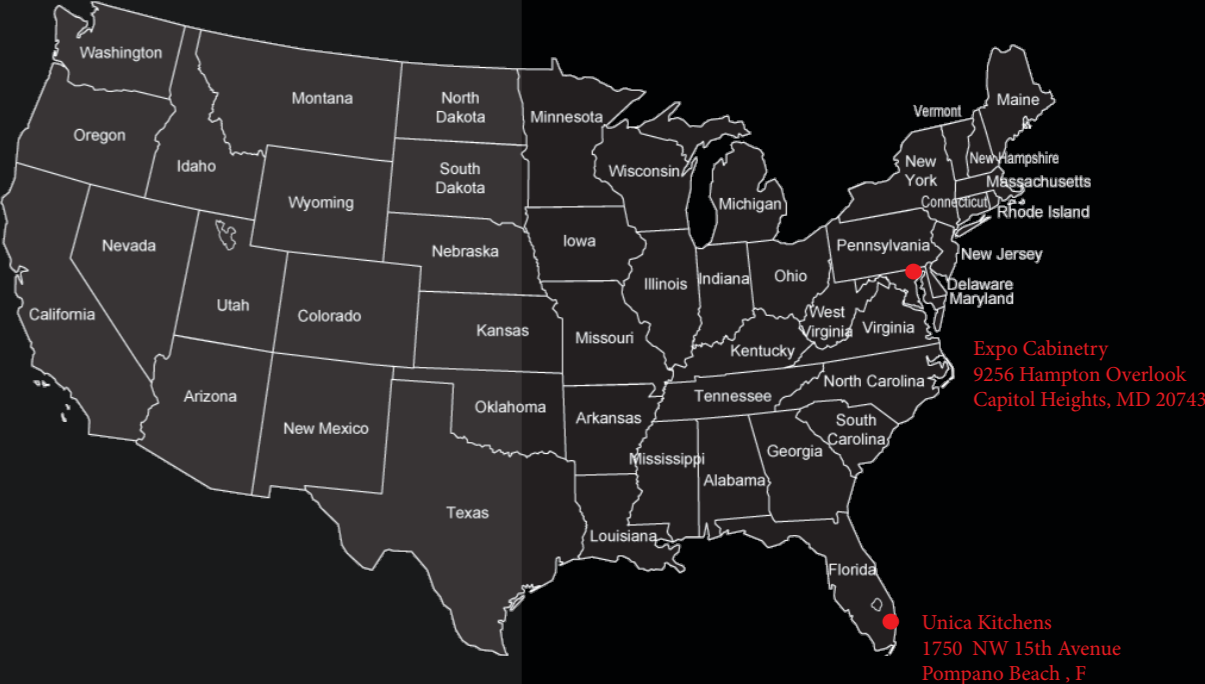 Washington
Montana
North
Dakota
Minnesota
Maine
Vermont
Oregon
Idaho
South
Dakota
Wisconsin
New
York
New Hampshire
Massachusetts
Wyoming
Michigan
Connecticut
Rhode Island
Nevada
Nebraska
Iowa
Pennsylvania
New Jersey
Illinois
Indiana
Ohio
Delaware
Maryland
California
Utah
Colorado
Kansas
Missouri
West
Virginia
Virginia
Kentucky
Expo Cabinetry
9256 Hampton Overlook
Capitol Heights, MD 20743
Arizona
New Mexico
Oklahoma
Arkansas
Tennessee
North Carolina
South
Carolina
Mississippi
Alabama
Georgia
Texas
Louisiana
Florida
Unica Kitchens
1750 NW 15th Avenue
Pompano Beach , F